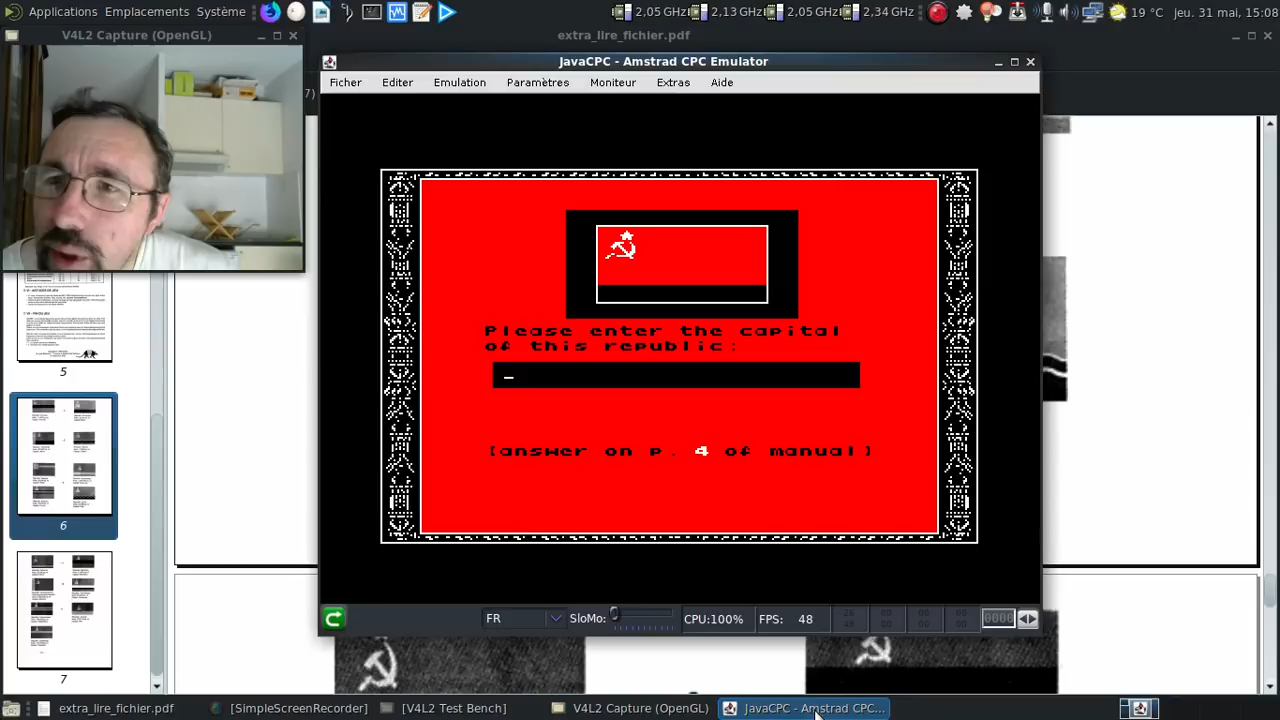 Applications Emplacements Système
2,05 GHz 2,13 GHz 2,05 GHz 2,34 GHz
19 °C jeu. 31 mai, 15:08
V4L2 Capture (OpenGL)
extra_lire_fichier.pdf
JavaCPC - Amstrad CPC Emulator
Ficher Editer Emulation Paramètres Moniteur Extras Aide
7)
Please enter the capital
of this republic:
[answer on p. 4 of manual]
5
6
7
FR
SloMo:
CPU:100%
FPS: 48
0000
extra_lire_fichier.pdf
[SimpleScreenRecorder]
[V4L2 Test Bench]
V4L2 Capture (OpenGL)
JavaCPC - Amstrad CPC...